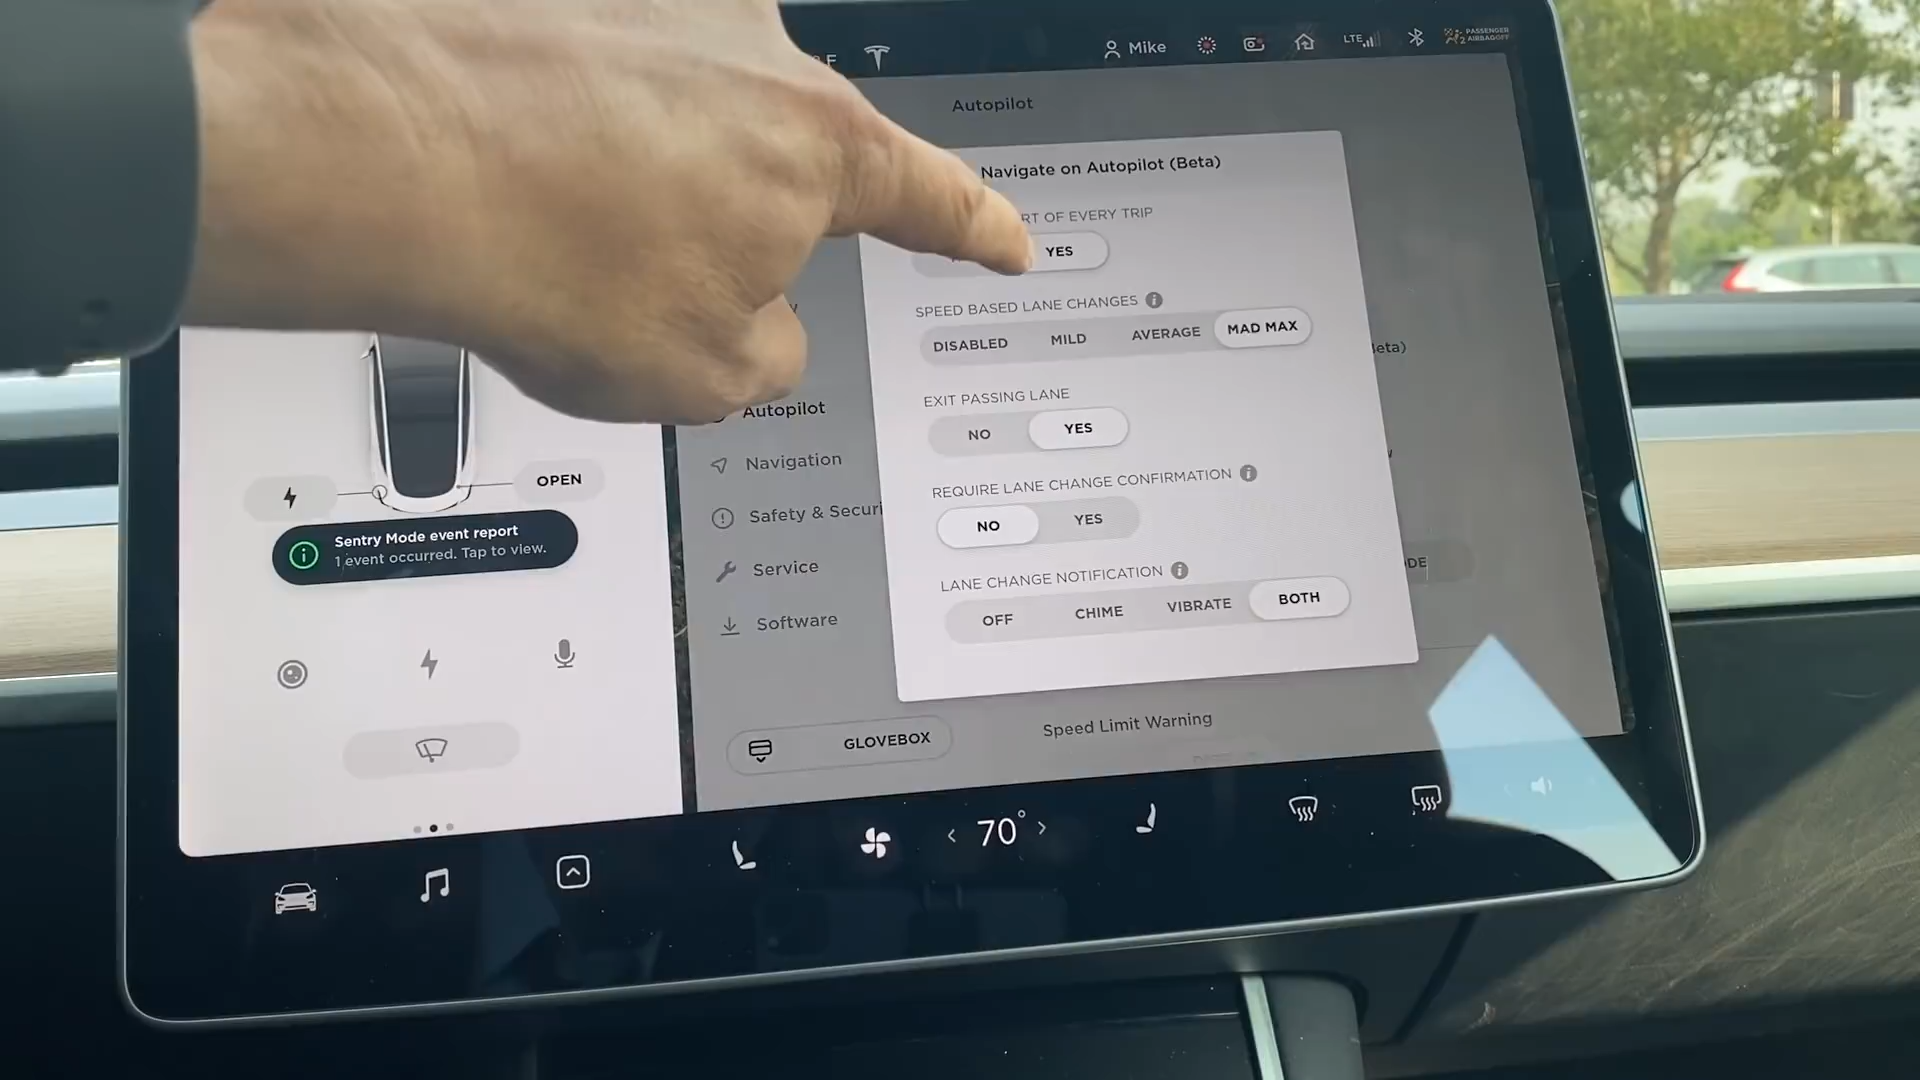 F
Mike
LTE
PASSENGER
AIRBAG OFF
Autopilot
Navigate on Autopilot (Beta)
RT OF EVERY TRIP
YES
SPEED BASED LANE CHANGES
DISABLED MILD AVERAGE MAD MAX
EXIT PASSING LANE
NO YES
REQUIRE LANE CHANGE CONFIRMATION
NO YES
LANE CHANGE NOTIFICATION
OFF CHIME VIBRATE BOTH
Autopilot
Navigation
Safety & Securi
Service
Software
GLOVEBOX
Speed Limit Warning
eta)
DE
OPEN
Sentry Mode event report
1 event occurred. Tap to view.
70°